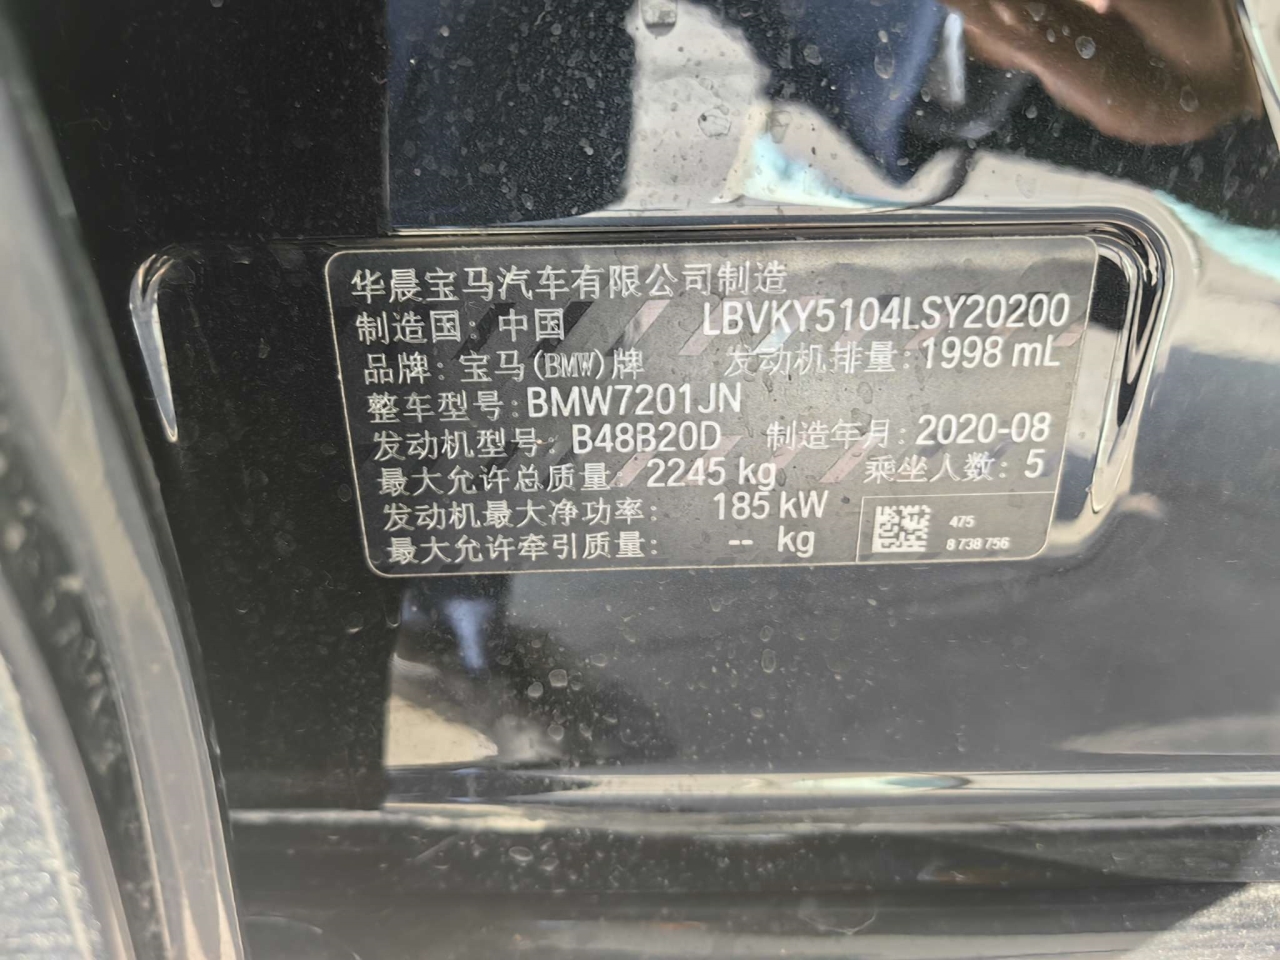 华晨宝马汽车有限公司制造
制造国：中国 LBVKY5104LSY20200
品牌：宝马(BMW)牌 发动机排量：1998 mL
整车型号：BMW7201JN
发动机型号：B48B20D 制造年月：2020-08
最大允许总质量：2245 kg 乘坐人数：5
发动机最大净功率： 185 kW
最大允许牵引质量： -- kg
475
8 738 756